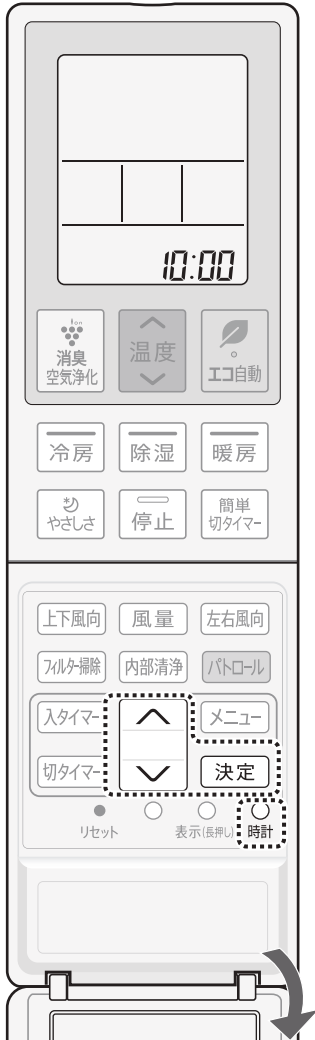 10:00
Ion
消臭
空気浄化
温度
エコ自動
冷房
除湿
暖房
やさしさ
停止
簡単
切タイマー
上下風向
風量
左右風向
フィルター掃除
内部清浄
パトロール
入タイマー
メニュー
切タイマー
決定
リセット
表示(長押し)
時計